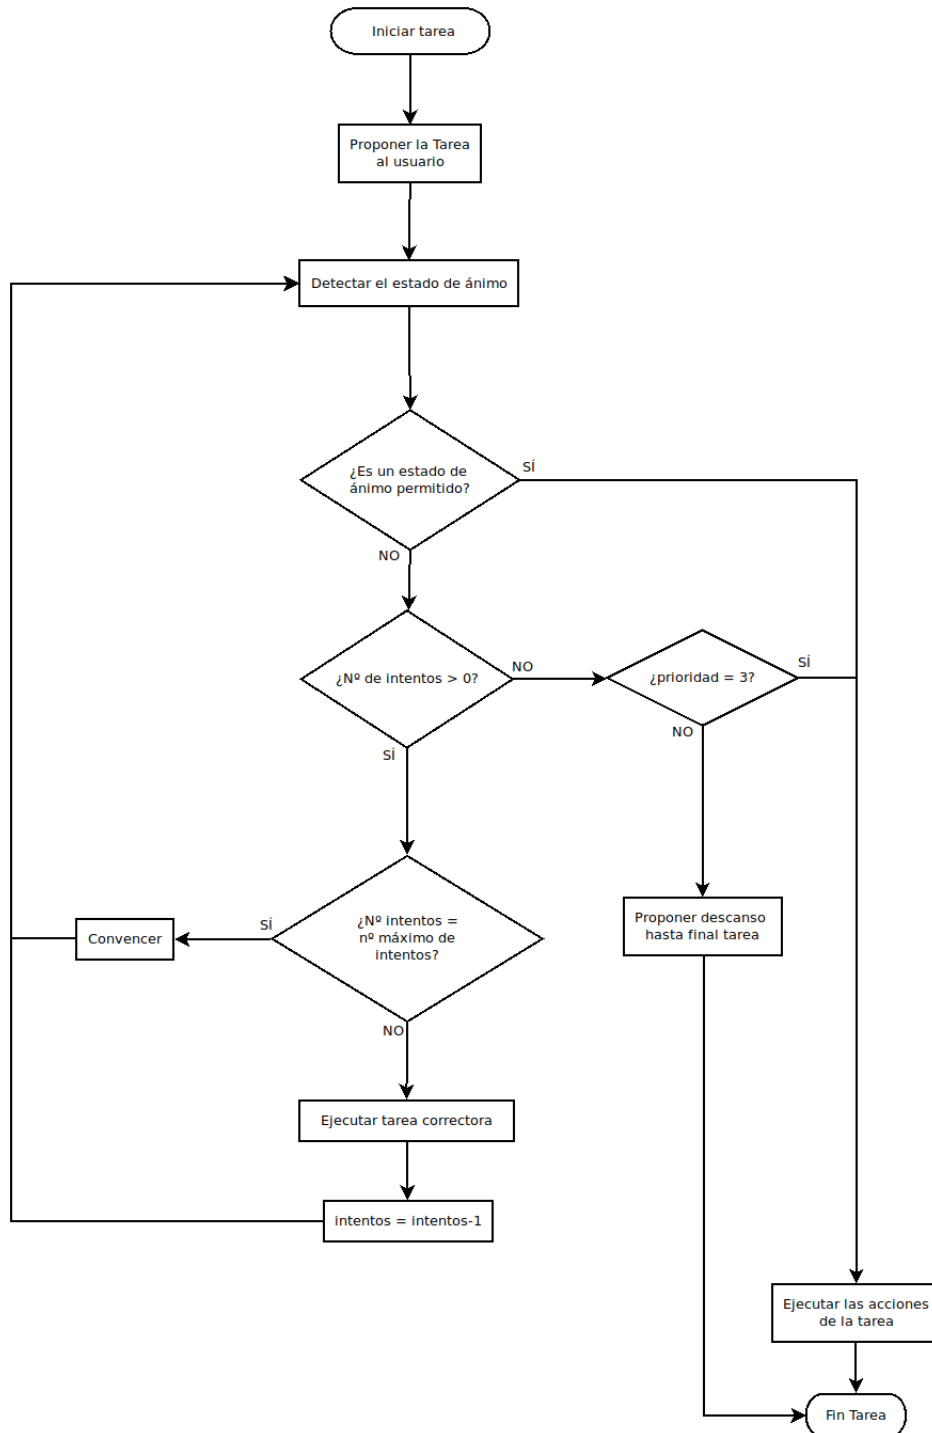 Iniciar tarea
Proponer la Tarea
al usuario
Detectar el estado de ánimo
¿Es un estado de
ánimo permitido?
SÍ
NO
¿Nº de intentos > 0?
NO
¿prioridad = 3?
SÍ
NO
SÍ
¿Nº intentos =
nº máximo de
intentos?
SÍ
Convencer
NO
Proponer descanso
hasta final tarea
Ejecutar tarea correctora
intentos = intentos-1
Ejecutar las acciones
de la tarea
Fin Tarea